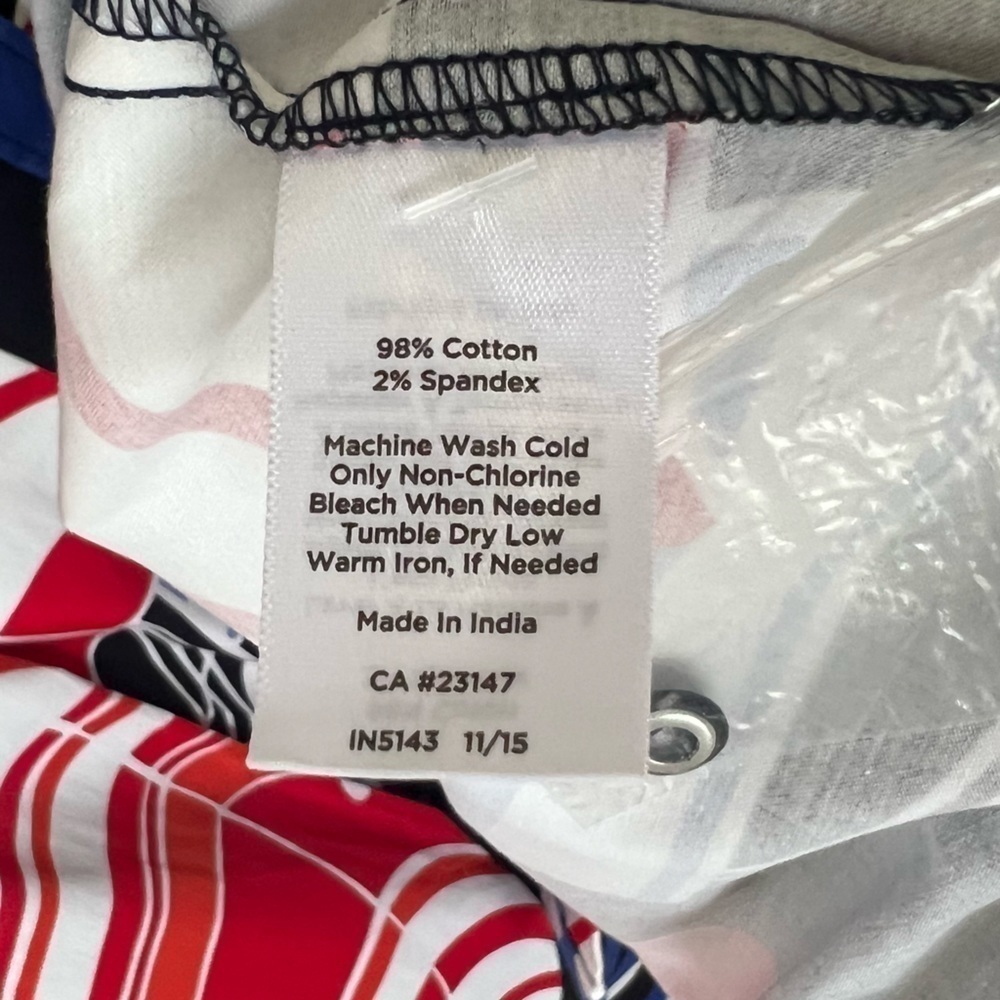 98% Cotton
2% Spandex
Machine Wash Cold
Only Non-Chlorine
Bleach When Needed
Tumble Dry Low
Warm Iron, If Needed
Made In India
CA #23147
IN5143 11/15